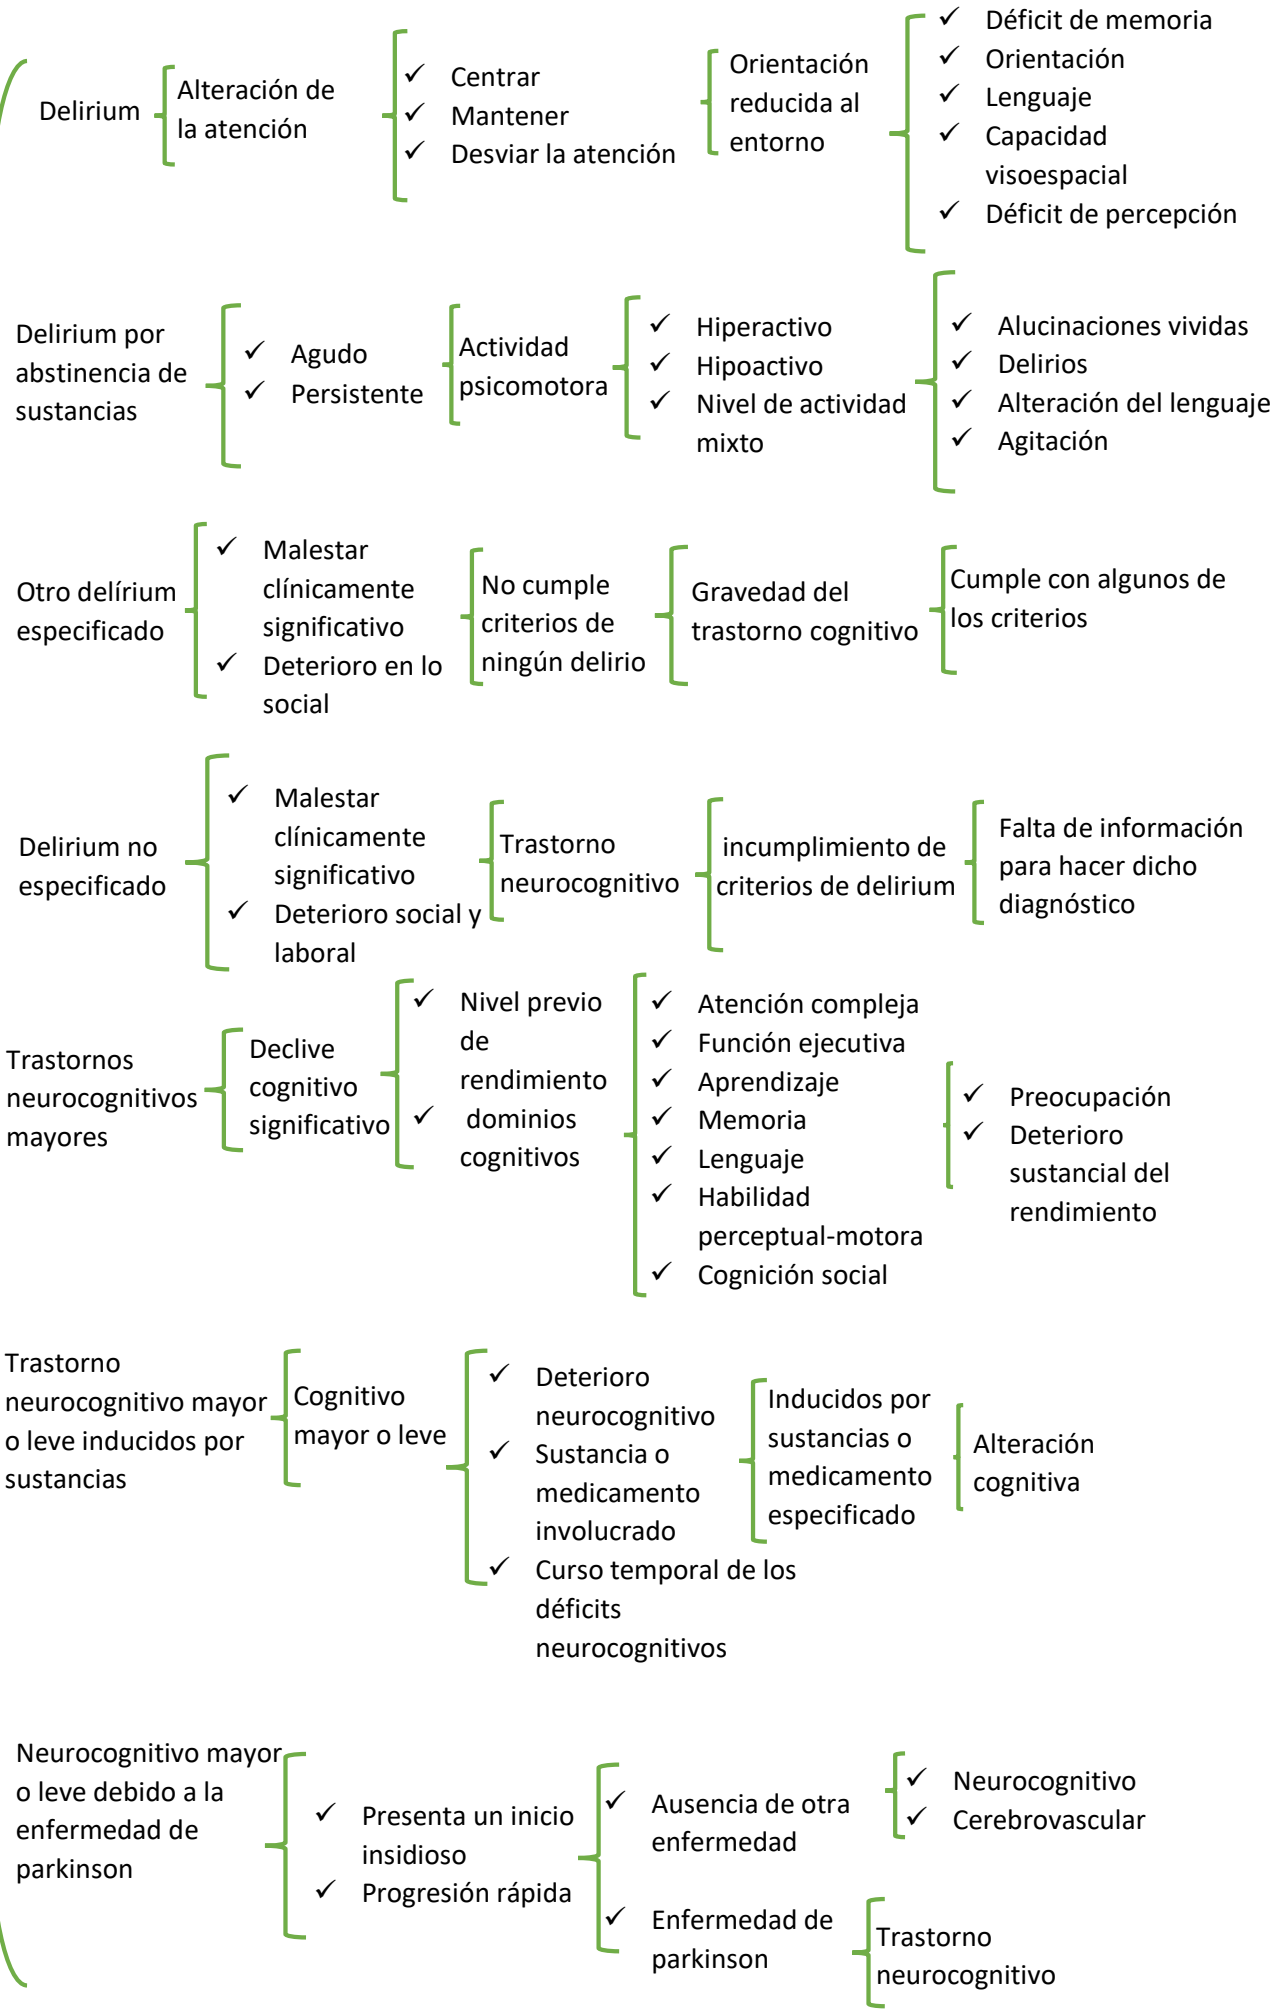 Delirium
Alteración de
la atención
✓ Centrar
✓ Mantener
✓ Desviar la atención
Orientación
reducida al
entorno
✓ Déficit de memoria
✓ Orientación
✓ Lenguaje
✓ Capacidad
visoespacial
✓ Déficit de percepción
Delirium por
abstinencia de
sustancias
✓ Agudo
✓ Persistente
Actividad
psicomotora
✓ Hiperactivo
✓ Hipoactivo
✓ Nivel de actividad
mixto
✓ Alucinaciones vividas
✓ Delirios
✓ Alteración del lenguaje
✓ Agitación
Otro delírium
especificado
✓ Malestar
clínicamente
significativo
✓ Deterioro en lo
social
No cumple
criterios de
ningún delirio
Gravedad del
trastorno cognitivo
Cumple con algunos de
los criterios
Delirium no
especificado
✓ Malestar
clínicamente
significativo
✓ Deterioro social y
laboral
Trastorno
neurocognitivo
incumplimiento de
criterios de delirium
Falta de información
para hacer dicho
diagnóstico
Trastornos
neurocognitivos
mayores
Declive
cognitivo
significativo
✓ Nivel previo
de
rendimiento
✓ dominios
cognitivos
✓ Atención compleja
✓ Función ejecutiva
✓ Aprendizaje
✓ Memoria
✓ Lenguaje
✓ Habilidad
perceptual-motora
✓ Cognición social
✓ Preocupación
✓ Deterioro
sustancial del
rendimiento
Trastorno
neurocognitivo mayor
o leve inducidos por
sustancias
Cognitivo
mayor o leve
✓ Deterioro
neurocognitivo
✓ Sustancia o
medicamento
involucrado
✓ Curso temporal de los
déficits
neurocognitivos
Inducidos por
sustancias o
medicamento
especificado
Alteración
cognitiva
Neurocognitivo mayor
o leve debido a la
enfermedad de
parkinson
✓ Presenta un inicio
insidioso
✓ Progresión rápida
✓ Ausencia de otra
enfermedad
✓ Neurocognitivo
✓ Cerebrovascular
✓ Enfermedad de
parkinson
Trastorno
neurocognitivo